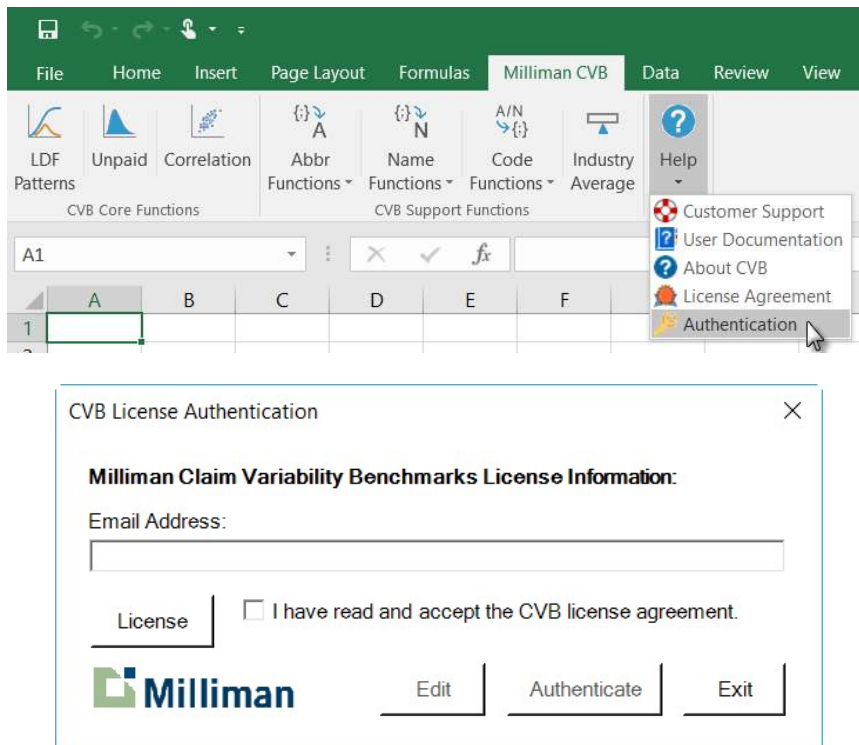 File Home Insert Page Layout Formulas Milliman CVB Data Review View
{;} {;} A/N
A N {;}
LDF Unpaid Correlation Abbr Name Code Industry Help
Patterns Functions Functions Functions Average
CVB Core Functions CVB Support Functions
Customer Support
User Documentation
About CVB
License Agreement
Authentication
A1 fx
A B C D E F
1
CVB License Authentication
Milliman Claim Variability Benchmarks License Information:
Email Address:
License I have read and accept the CVB license agreement.
Milliman Edit Authenticate Exit